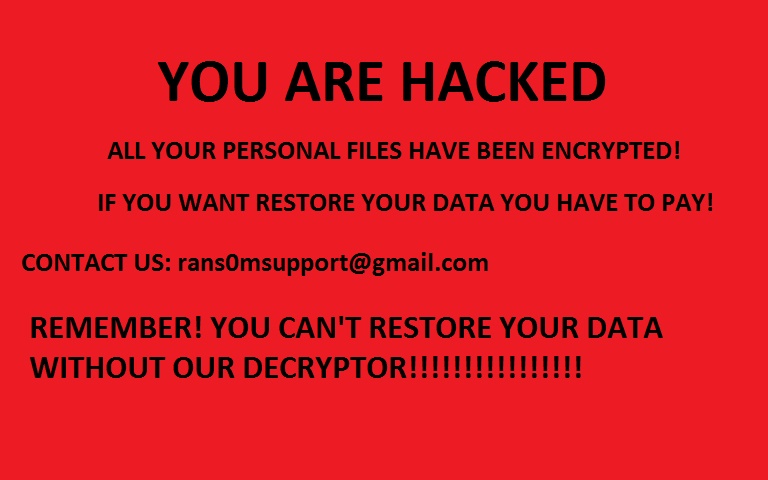 YOU ARE HACKED
ALL YOUR PERSONAL FILES HAVE BEEN ENCRYPTED!
IF YOU WANT RESTORE YOUR DATA YOU HAVE TO PAY!
CONTACT US: rans0msupport@gmail.com
REMEMBER! YOU CAN'T RESTORE YOUR DATA
WITHOUT OUR DECRYPTOR!!!!!!!!!!!!!!!!